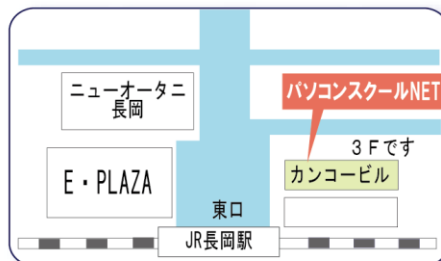 ニューオータニ
長岡
パソコンスクールNET
3Fです
カンコービル
E・PLAZA
東口
JR長岡駅